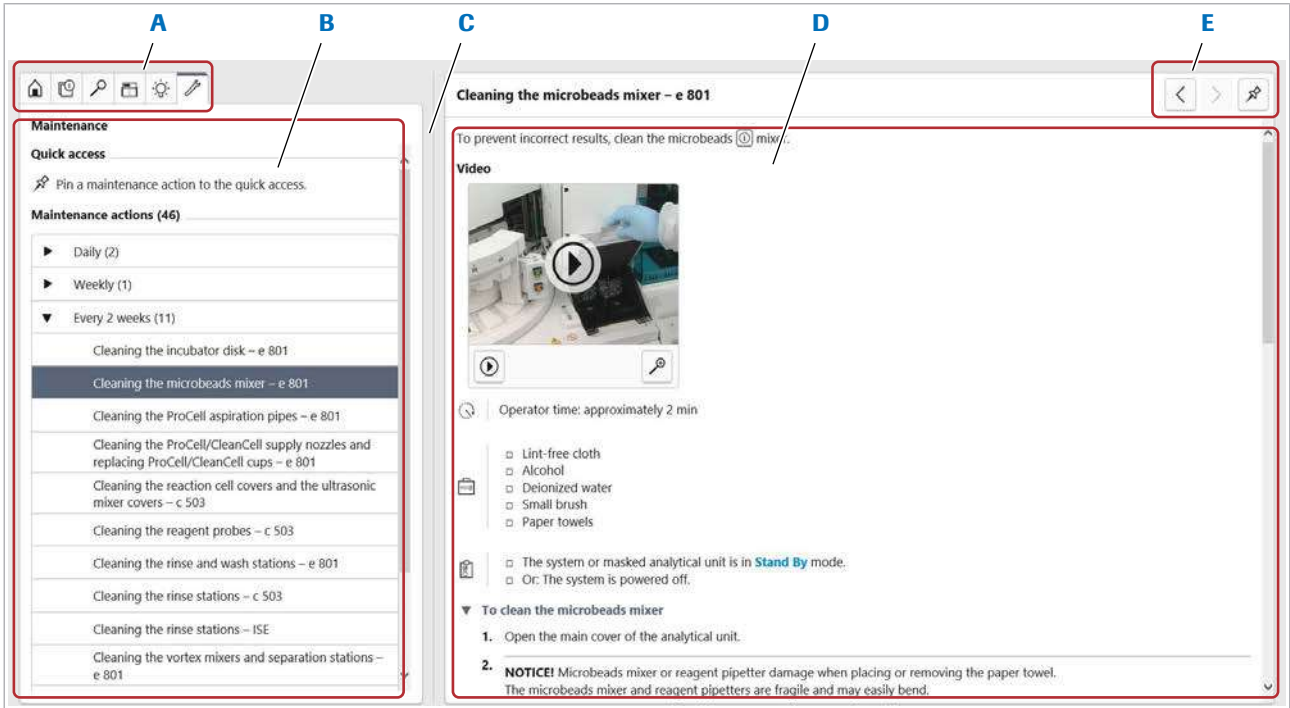 A B C D E
Maintenance
Quick access
Pin a maintenance action to the quick access.
Maintenance actions (46)
Daily (2)
Weekly (1)
Every 2 weeks (11)
Cleaning the incubator disk – e 801
Cleaning the microbeads mixer – e 801
Cleaning the ProCell aspiration pipes – e 801
Cleaning the ProCell/CleanCell supply nozzles and
replacing ProCell/CleanCell cups – e 801
Cleaning the reaction cell covers and the ultrasonic
mixer covers – c 503
Cleaning the reagent probes – c 503
Cleaning the rinse and wash stations – e 801
Cleaning the rinse stations – c 503
Cleaning the rinse stations – ISE
Cleaning the vortex mixers and separation stations –
e 801
Cleaning the microbeads mixer – e 801
To prevent incorrect results, clean the microbeads mixer.
Video
Operator time: approximately 2 min
Lint-free cloth
Alcohol
Deionized water
Small brush
Paper towels
The system or masked analytical unit is in Stand By mode.
Or: The system is powered off.
To clean the microbeads mixer
1. Open the main cover of the analytical unit.
2. NOTICE! Microbeads mixer or reagent pipetter damage when placing or removing the paper towel.
The microbeads mixer and reagent pipetters are fragile and may easily bend.